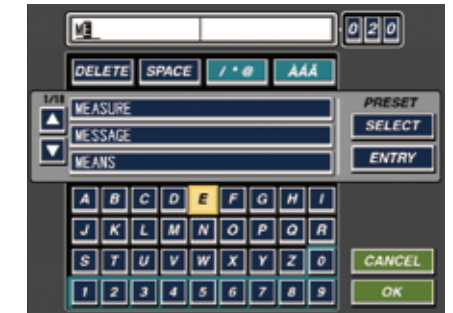 ME_ 020
DELETE SPACE / * @ ÀÁÂ
1/18 PRESET
MEASURE SELECT
MESSAGE
MEANS ENTRY
A B C D E F G H I
J K L M N O P Q R
S T U V W X Y Z 0 CANCEL
1 2 3 4 5 6 7 8 9 OK